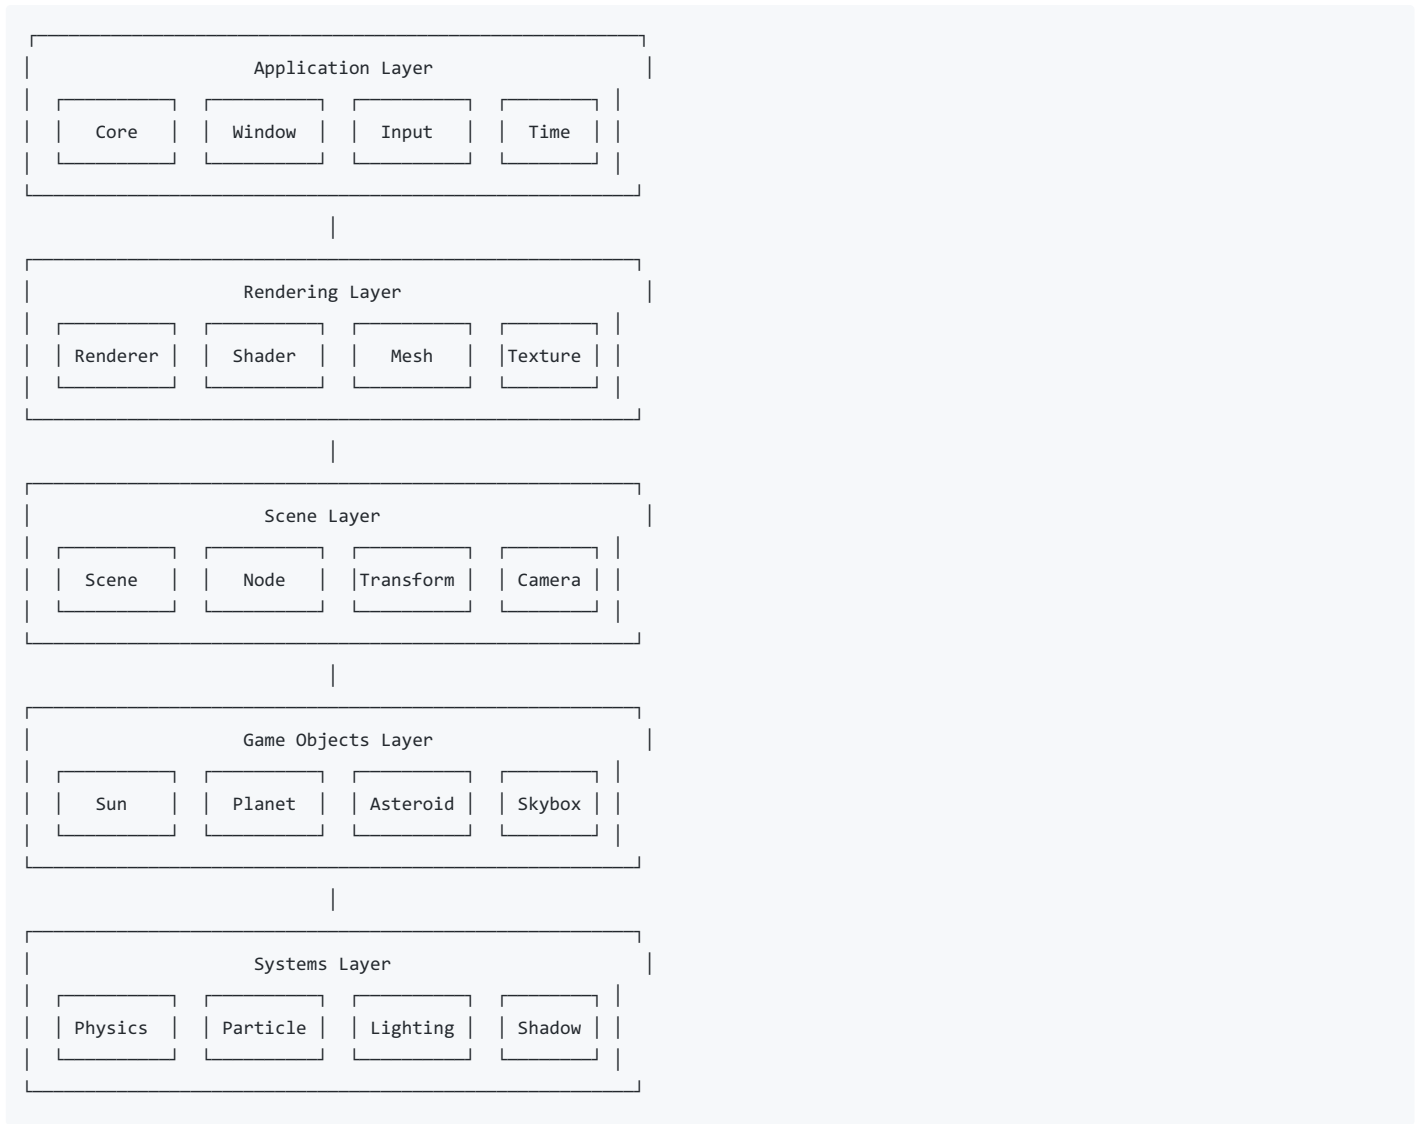 Application Layer
Core Window Input Time
Rendering Layer
Renderer Shader Mesh Texture
Scene Layer
Scene Node Transform Camera
Game Objects Layer
Sun Planet Asteroid Skybox
Systems Layer
Physics Particle Lighting Shadow